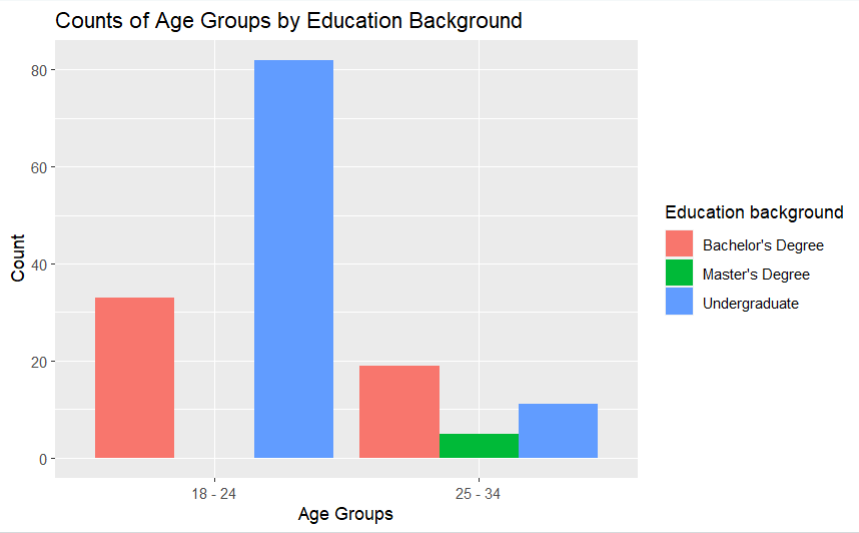 Counts of Age Groups by Education Background
80
60
40
20
0
Count
18 - 24
25 - 34
Age Groups
Education background
Bachelor's Degree
Master's Degree
Undergraduate